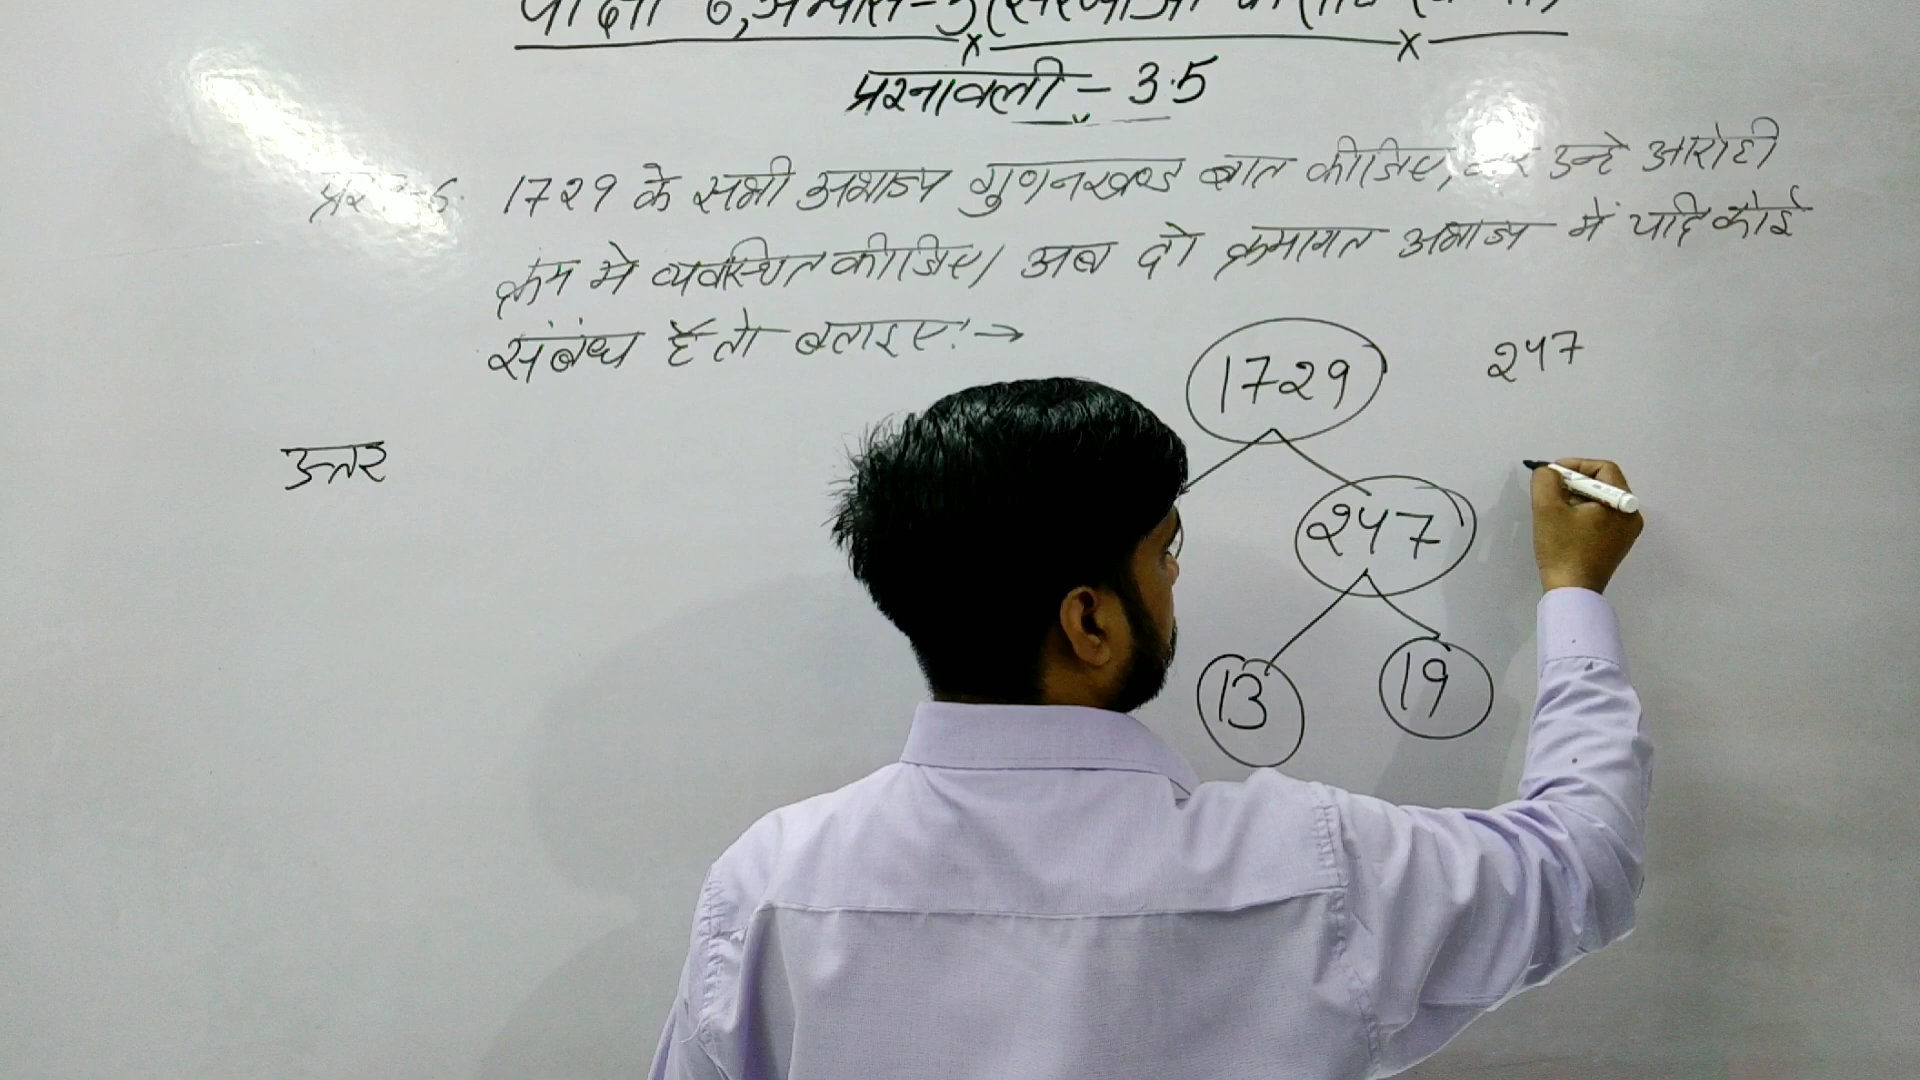 प्रश्नावली - 3.5
1729 के सभी अभाज्य गुणनखण्ड ज्ञात कीजिए, उन्हे आरोही
क्रम मे व्यवस्थित कीजिए। अब दो क्रमागत अभाज्य में यदि कोई
संबंध है तो बताइए:→
1729
247
उत्तर
247
13
19